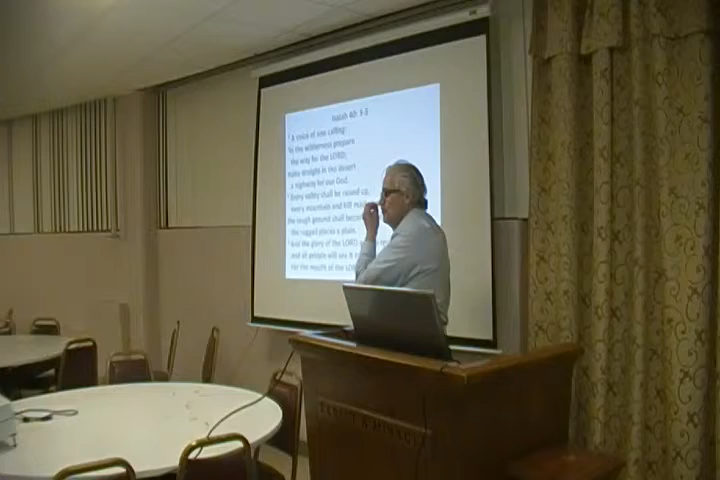 Isaiah 40: 3-5
³ A voice of one calling:
"In the wilderness prepare
the way for the LORD;
make straight in the desert
a highway for our God.
⁴ Every valley shall be raised up,
every mountain and hill
the rough ground shall
the rugged places a plain.
⁵ And the glory of the LORD
and all people will see it
For the mouth of the LORD